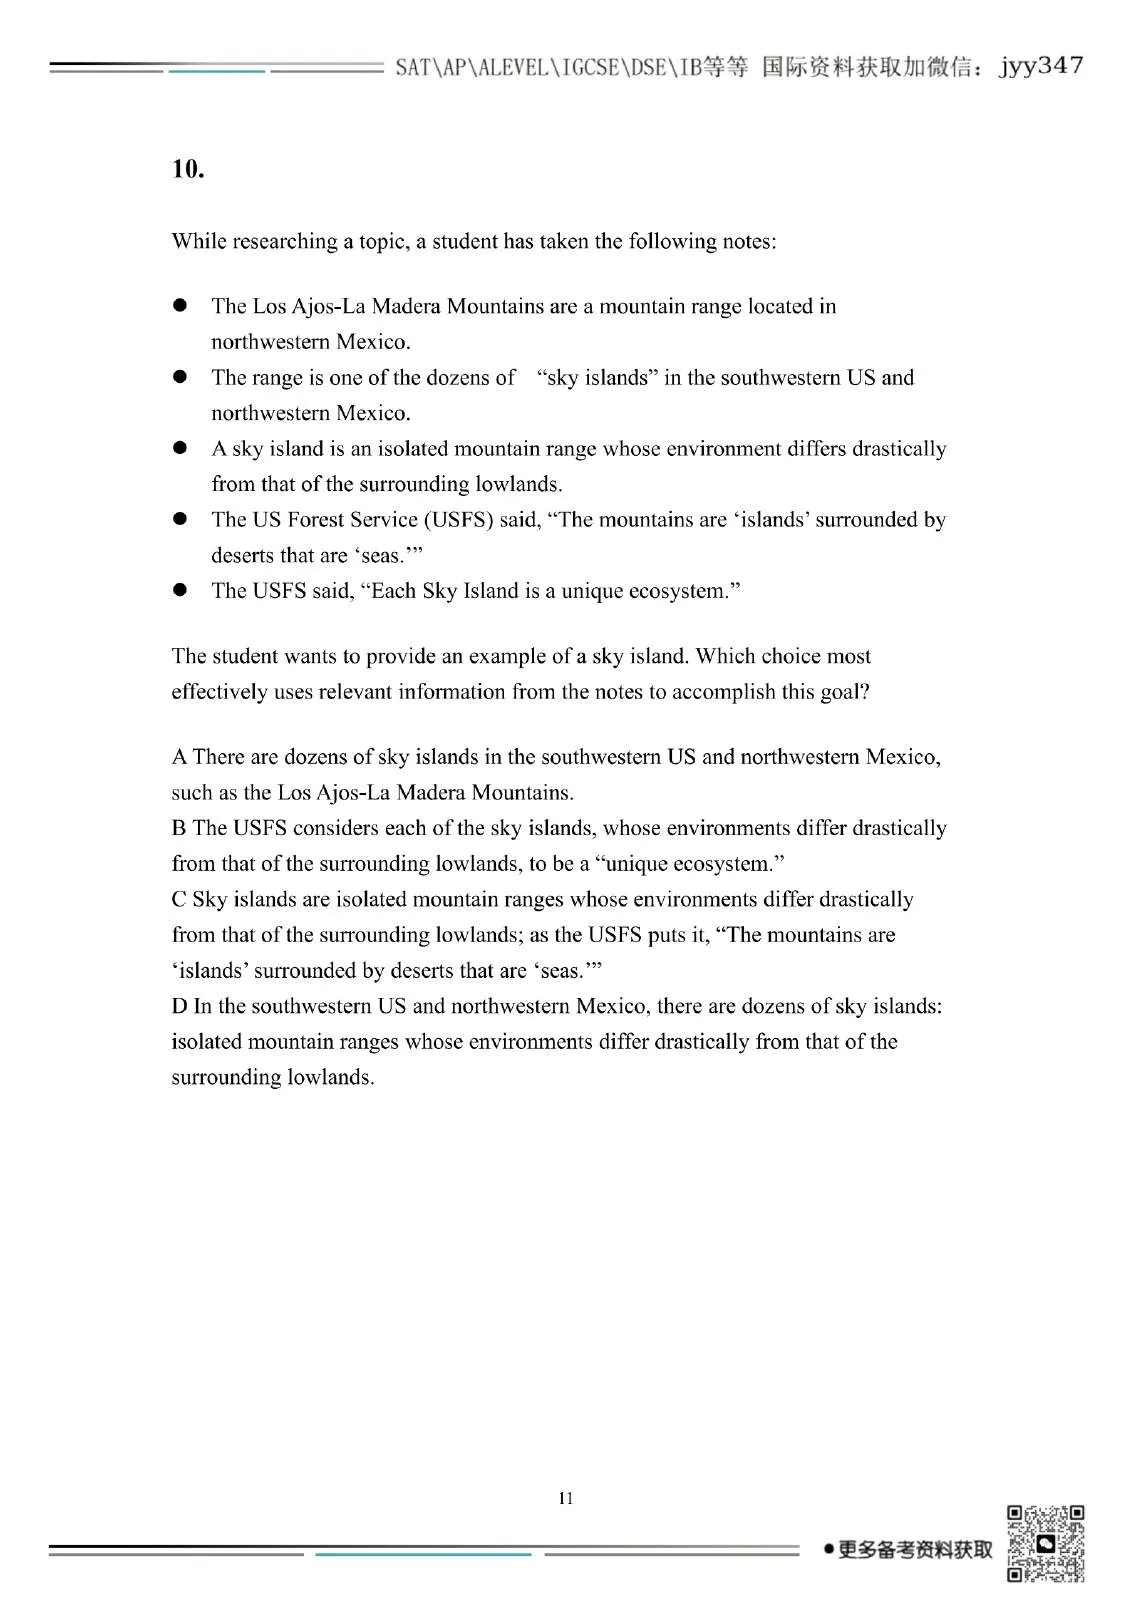 SAT\AP\ALEVEL\IGCSE\DSE\IB等等 国际资料获取加微信：jyy347
10.
While researching a topic, a student has taken the following notes:
● The Los Ajos-La Madera Mountains are a mountain range located in
northwestern Mexico.
● The range is one of the dozens of “sky islands” in the southwestern US and
northwestern Mexico.
● A sky island is an isolated mountain range whose environment differs drastically
from that of the surrounding lowlands.
● The US Forest Service (USFS) said, “The mountains are ‘islands’ surrounded by
deserts that are ‘seas.’”
● The USFS said, “Each Sky Island is a unique ecosystem.”
The student wants to provide an example of a sky island. Which choice most
effectively uses relevant information from the notes to accomplish this goal?
A There are dozens of sky islands in the southwestern US and northwestern Mexico,
such as the Los Ajos-La Madera Mountains.
B The USFS considers each of the sky islands, whose environments differ drastically
from that of the surrounding lowlands, to be a “unique ecosystem.”
C Sky islands are isolated mountain ranges whose environments differ drastically
from that of the surrounding lowlands; as the USFS puts it, “The mountains are
‘islands’ surrounded by deserts that are ‘seas.’”
D In the southwestern US and northwestern Mexico, there are dozens of sky islands:
isolated mountain ranges whose environments differ drastically from that of the
surrounding lowlands.
11
●更多备考资料获取